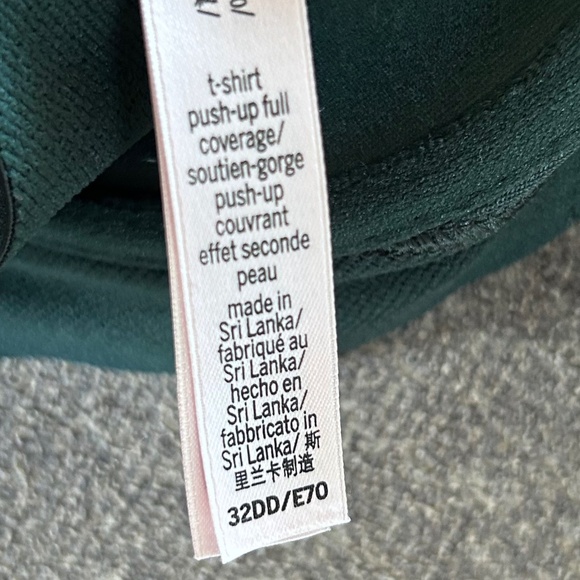 t-shirt
push-up full
coverage/
soutien-gorge
push-up
couvrant
effet seconde
peau
made in
Sri Lanka/
fabriqué au
Sri Lanka/
hecho en
Sri Lanka/
fabbricato in
Sri Lanka/ 斯
里兰卡制造
32DD/E70